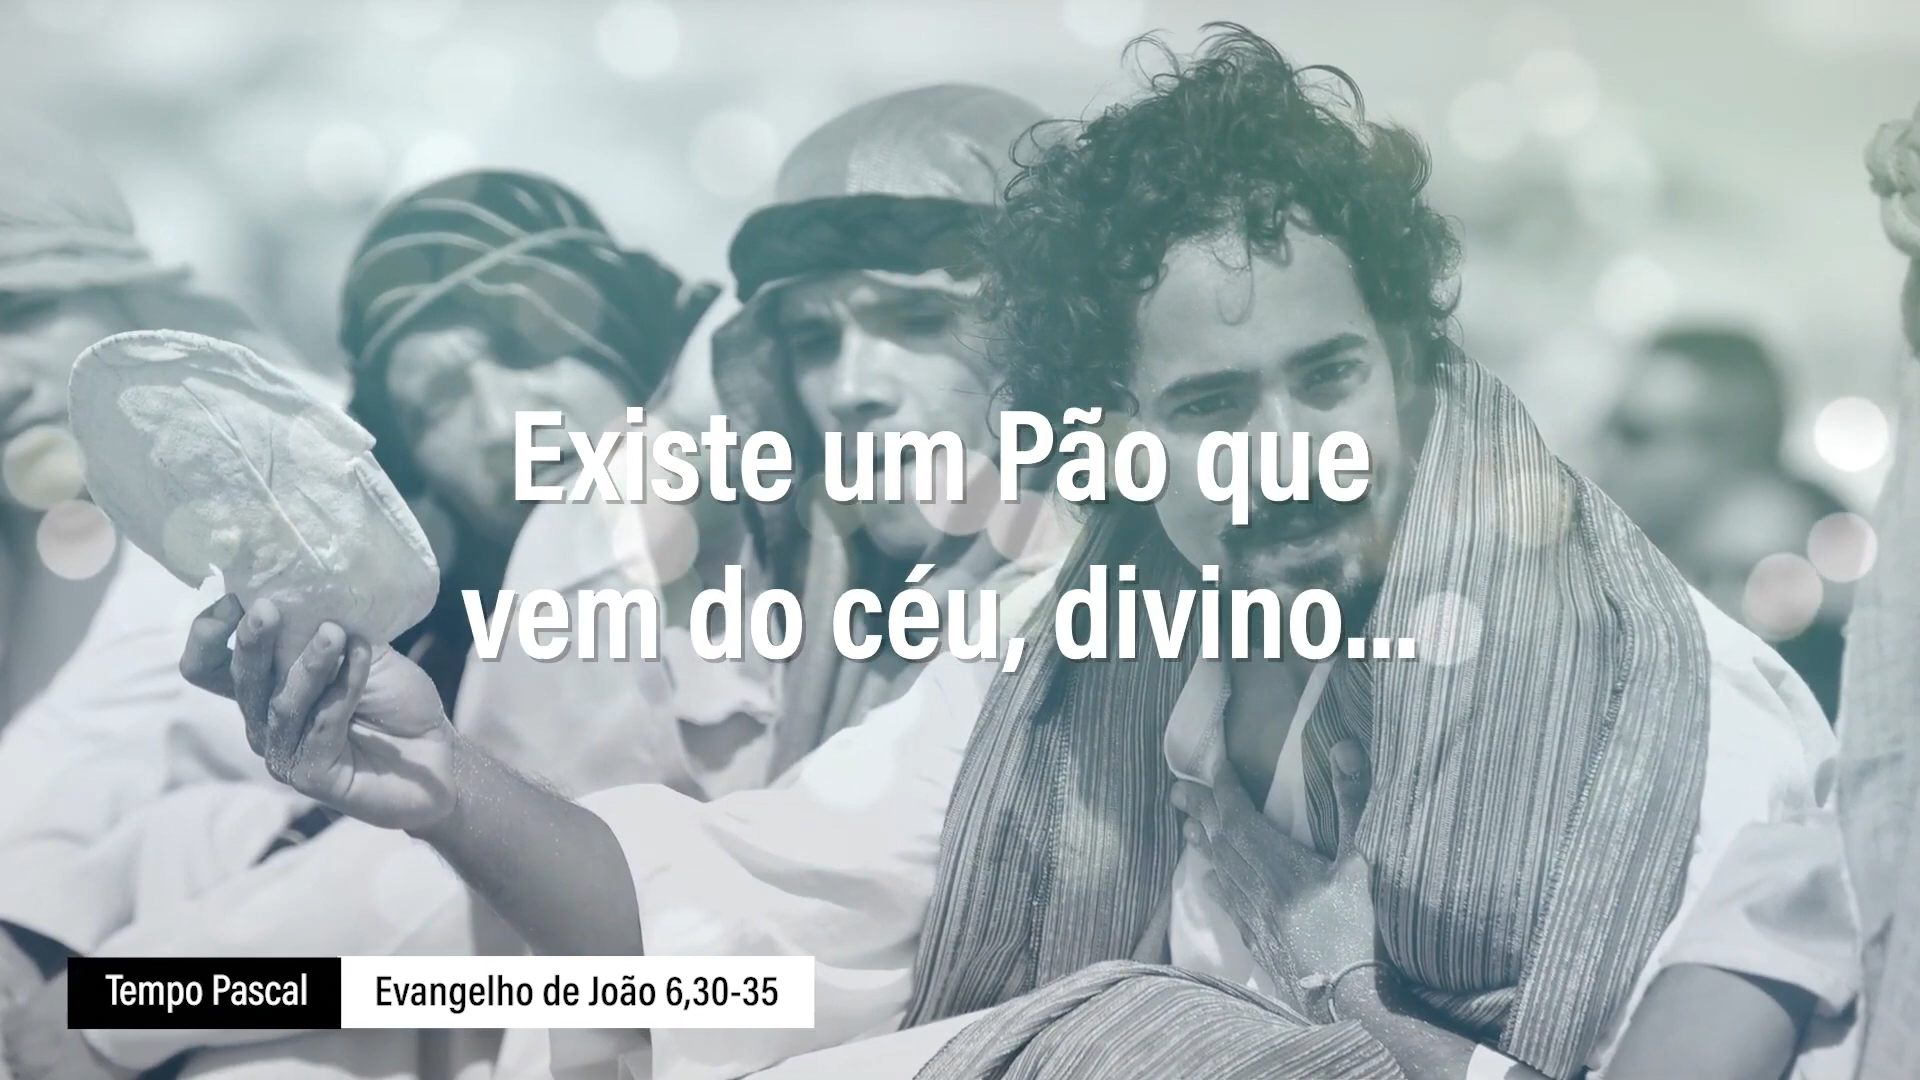 Existe um Pão que
vem do céu, divino...
Tempo Pascal
Evangelho de João 6,30-35